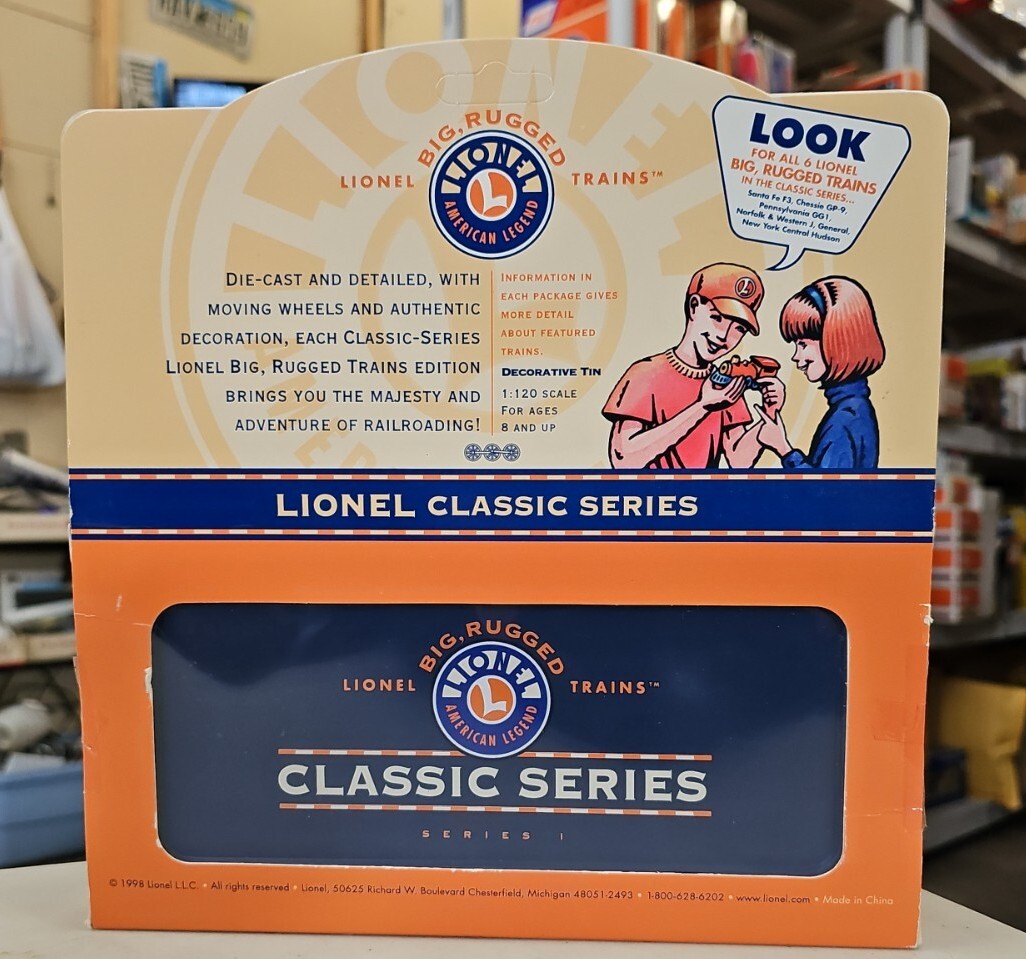 BIG, RUGGED
LIONEL
LIONEL
L
AMERICAN LEGEND
TRAINS™
LOOK
FOR ALL 6 LIONEL
BIG, RUGGED TRAINS
IN THE CLASSIC SERIES...
Santa Fe F3, Chessie GP-9,
Pennsylvania GG1,
Norfolk & Western J, General,
New York Central Hudson
DIE-CAST AND DETAILED, WITH
MOVING WHEELS AND AUTHENTIC
DECORATION, EACH CLASSIC-SERIES
LIONEL BIG, RUGGED TRAINS EDITION
BRINGS YOU THE MAJESTY AND
ADVENTURE OF RAILROADING!
INFORMATION IN
EACH PACKAGE GIVES
MORE DETAIL
ABOUT FEATURED
TRAINS.
DECORATIVE TIN
1:120 SCALE
FOR AGES
8 AND UP
L
LIONEL CLASSIC SERIES
BIG, RUGGED
LIONEL
LIONEL
L
AMERICAN LEGEND
TRAINS™
CLASSIC SERIES
SERIES 1
© 1998 Lionel L.L.C. • All rights reserved • Lionel, 50625 Richard W. Boulevard Chesterfield, Michigan 48051-2493 • 1-800-628-6202 • www.lionel.com • Made in China